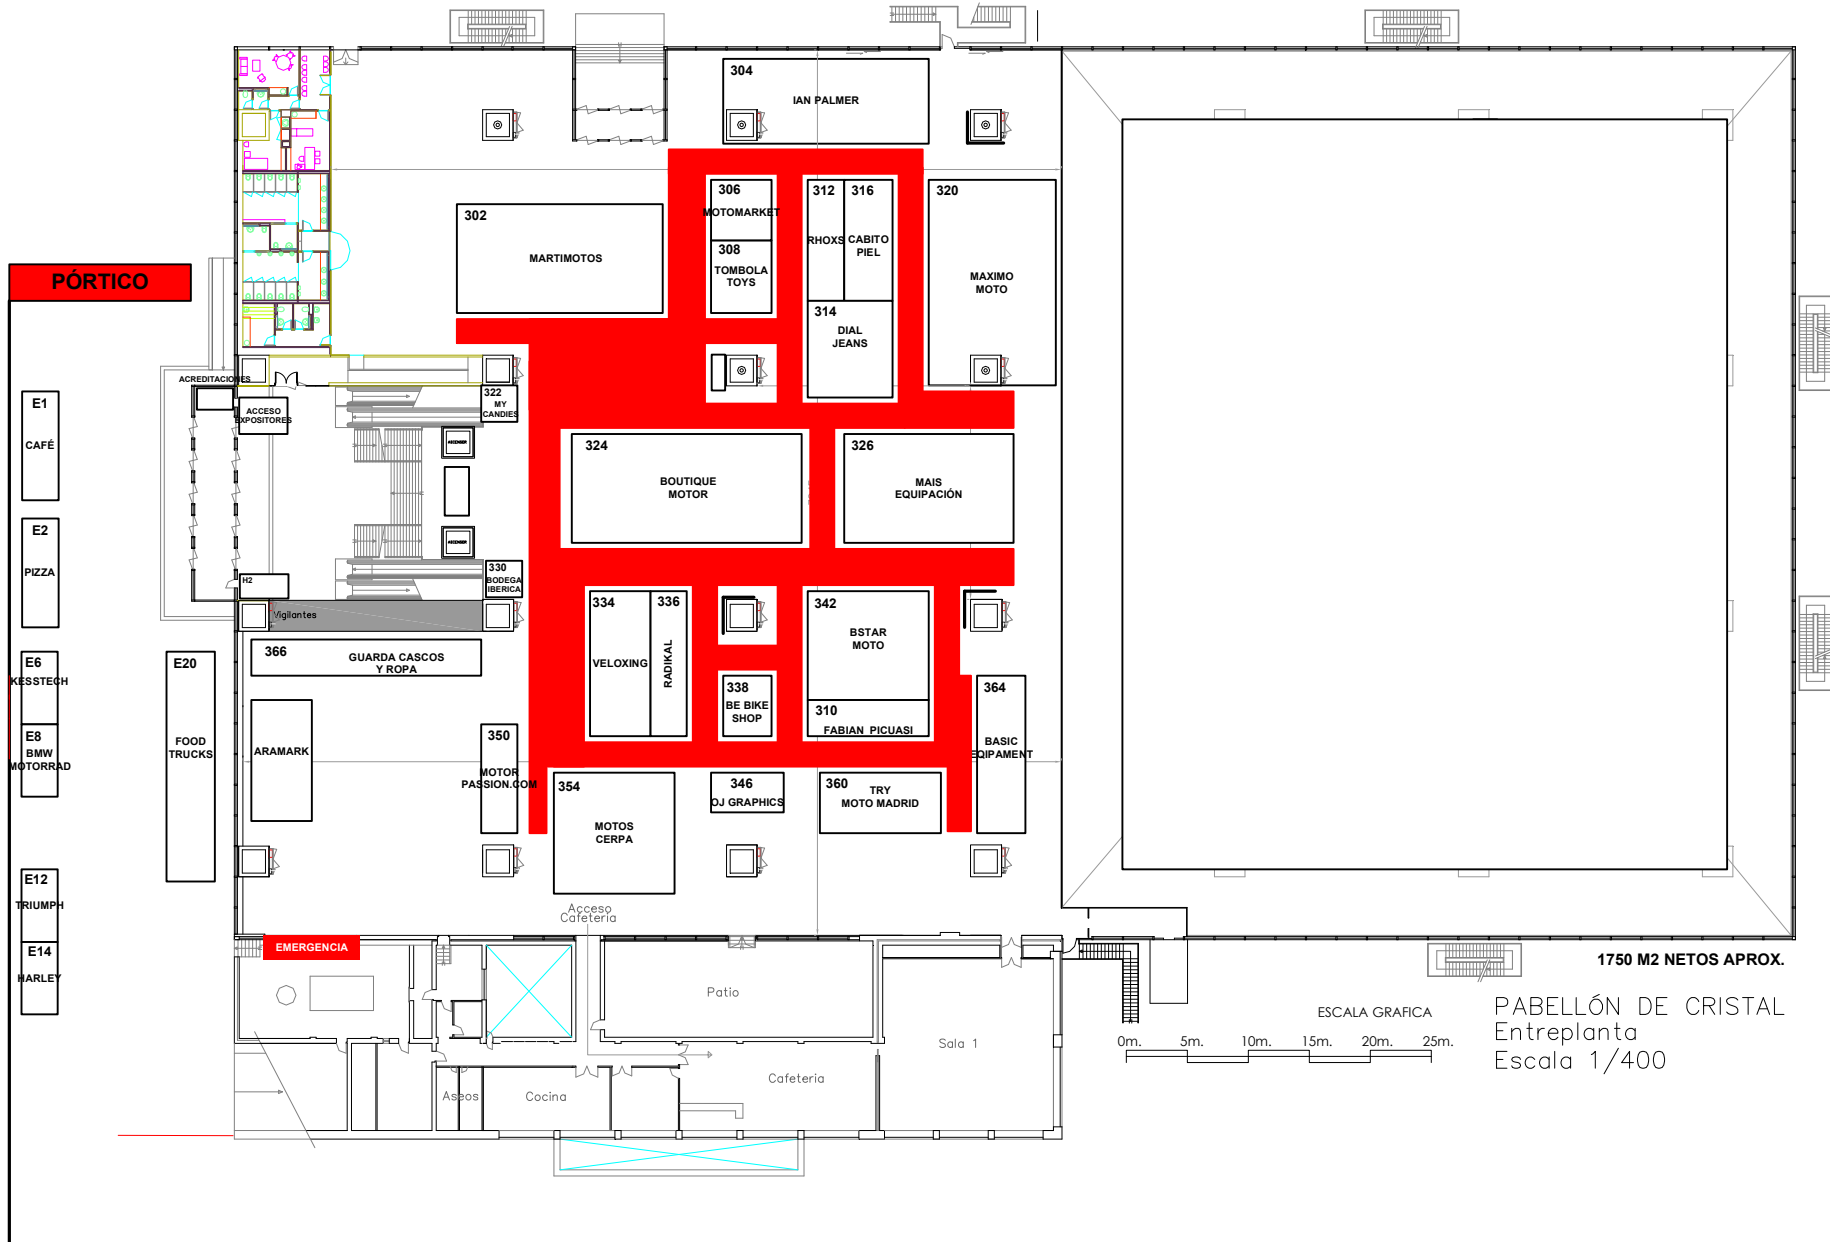 304
IAN PALMER
306
MOTOMARKET
308
TOMBOLA
TOYS
312
RHOXS
316
CABITO
PIEL
314
DIAL
JEANS
320
MAXIMO
MOTO
302
MARTIMOTOS
PÓRTICO
ACREDITACIONES
ACCESO
EXPOSITORES
322
MY
CANDIES
ASCENSOR
ASCENSOR
324
BOUTIQUE
MOTOR
326
MAIS
EQUIPACIÓN
E1
CAFÉ
E2
PIZZA
H2
330
BODEGA
IBERICA
Vigilantes
334
VELOXING
336
RADIKAL
342
BSTAR
MOTO
366
GUARDA CASCOS
Y ROPA
E6
KESSTECH
E8
BMW
MOTORRAD
E20
FOOD
TRUCKS
ARAMARK
338
BE BIKE
SHOP
310
FABIAN PICUASI
364
BASIC
EQIPAMENT
350
MOTOR
PASSION.COM
354
MOTOS
CERPA
346
OJ GRAPHICS
360
TRY
MOTO MADRID
E12
TRIUMPH
E14
HARLEY
Acceso
Cafeteria
EMERGENCIA
Patio
Sala 1
Cafeteria
Aseos
Cocina
1750 M2 NETOS APROX.
ESCALA GRAFICA
0m. 5m. 10m. 15m. 20m. 25m.
PABELLÓN DE CRISTAL
Entreplanta
Escala 1/400